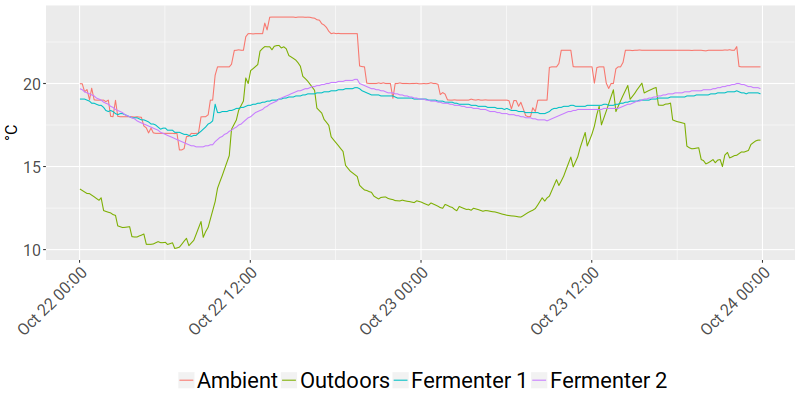 °C
20
15
10
Oct 22 00:00
Oct 22 12:00
Oct 23 00:00
Oct 23 12:00
Oct 24 00:00
Ambient Outdoors Fermenter 1 Fermenter 2